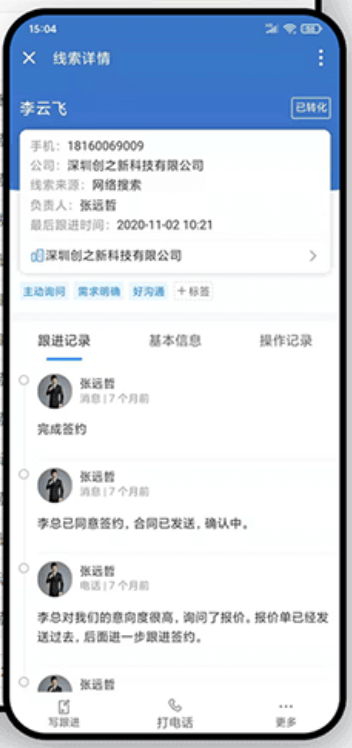 15:04
线索详情
李云飞
已转化
手机：18160069009
公司：深圳创之新科技有限公司
线索来源：网络搜索
负责人：张远哲
最后跟进时间：2020-11-02 10:21
深圳创之新科技有限公司
主动询问 需求明确 好沟通 +标签
跟进记录 基本信息 操作记录
张远哲
消息 | 7 个月前
完成签约
张远哲
消息 | 7 个月前
李总已同意签约，合同已发送，确认中。
张远哲
电话 | 7 个月前
李总对我们的意向度很高，询问了报价。报价单已经发
送过去，后面进一步跟进签约。
张远哲
写跟进 打电话 更多